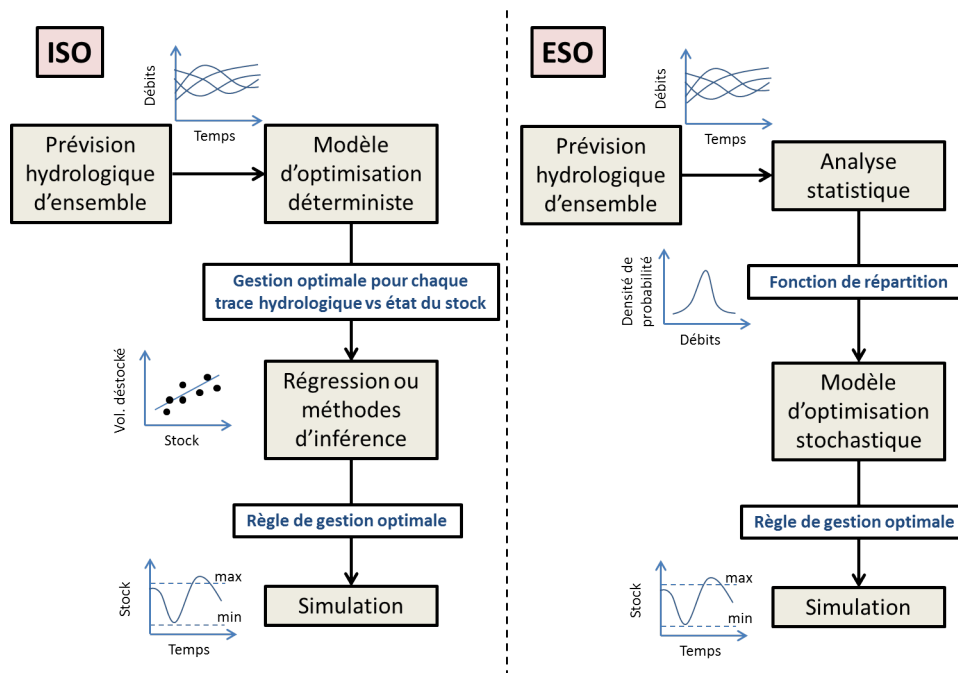 ISO
Débits
Temps
Prévision
hydrologique
d'ensemble
Modèle
d'optimisation
déterministe
Gestion optimale pour chaque
trace hydrologique vs état du stock
Vol. déstocké
Stock
Régression ou
méthodes
d'inférence
Règle de gestion optimale
Stock
max
min
Temps
Simulation
ESO
Débits
Temps
Prévision
hydrologique
d'ensemble
Analyse
statistique
Densité de
probabilité
Débits
Fonction de répartition
Modèle
d'optimisation
stochastique
Règle de gestion optimale
Stock
max
min
Temps
Simulation